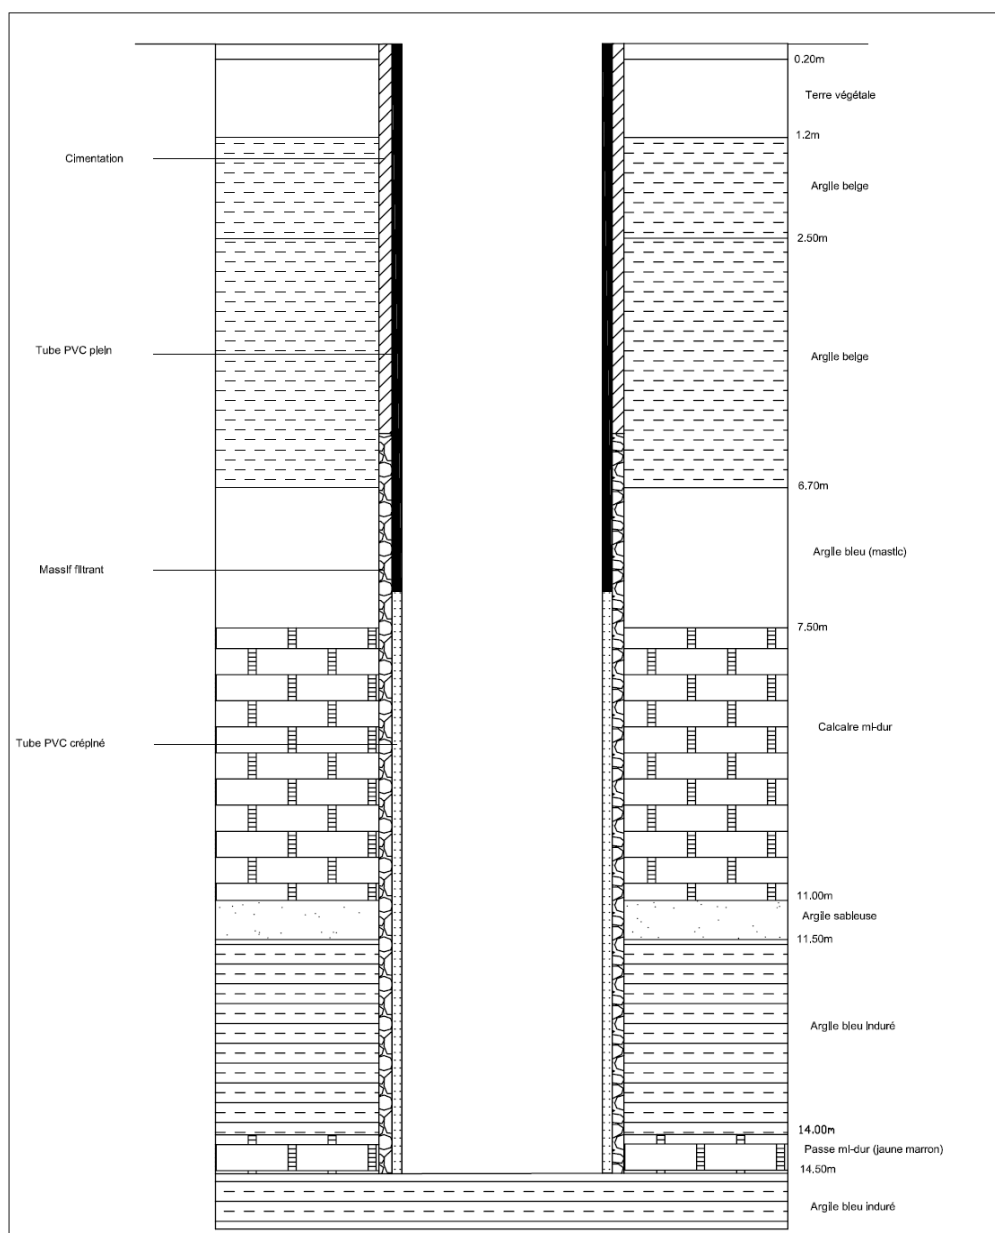 0.20m
Terre végétale
1.2m
Cimentation
Argile belge
2.50m
Tube PVC plein
Argile belge
6.70m
Argile bleu (mastic)
Massif filtrant
7.50m
Calcaire mi-dur
Tube PVC crépiné
11.00m
Argile sableuse
11.50m
Argile bleu induré
14.00m
Passe mi-dur (jaune marron)
14.50m
Argile bleu induré